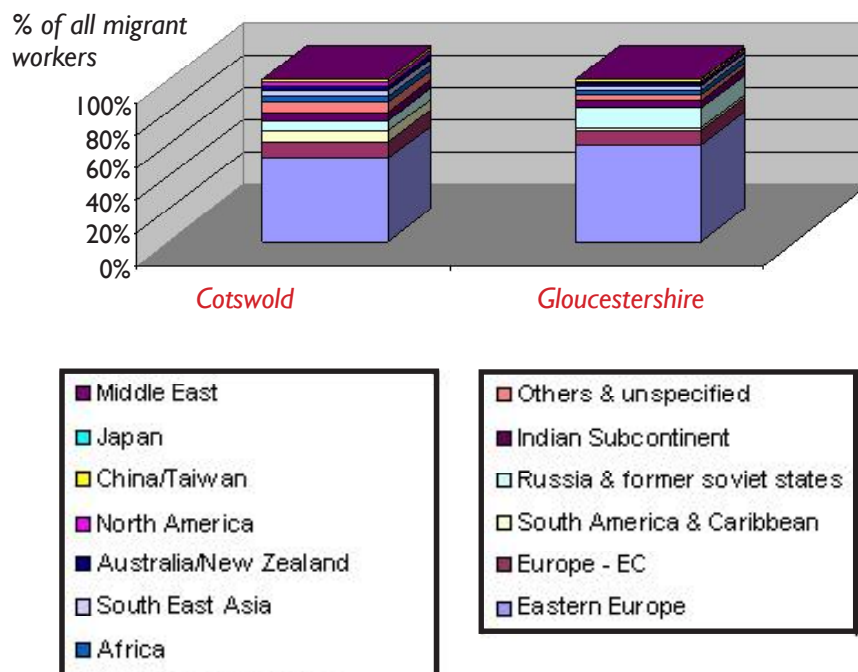 % of all migrant
workers
100%
80%
60%
40%
20%
0%
Cotswold
Gloucestershire
Middle East
Japan
China/Taiwan
North America
Australia/New Zealand
South East Asia
Africa
Others & unspecified
Indian Subcontinent
Russia & former soviet states
South America & Caribbean
Europe - EC
Eastern Europe